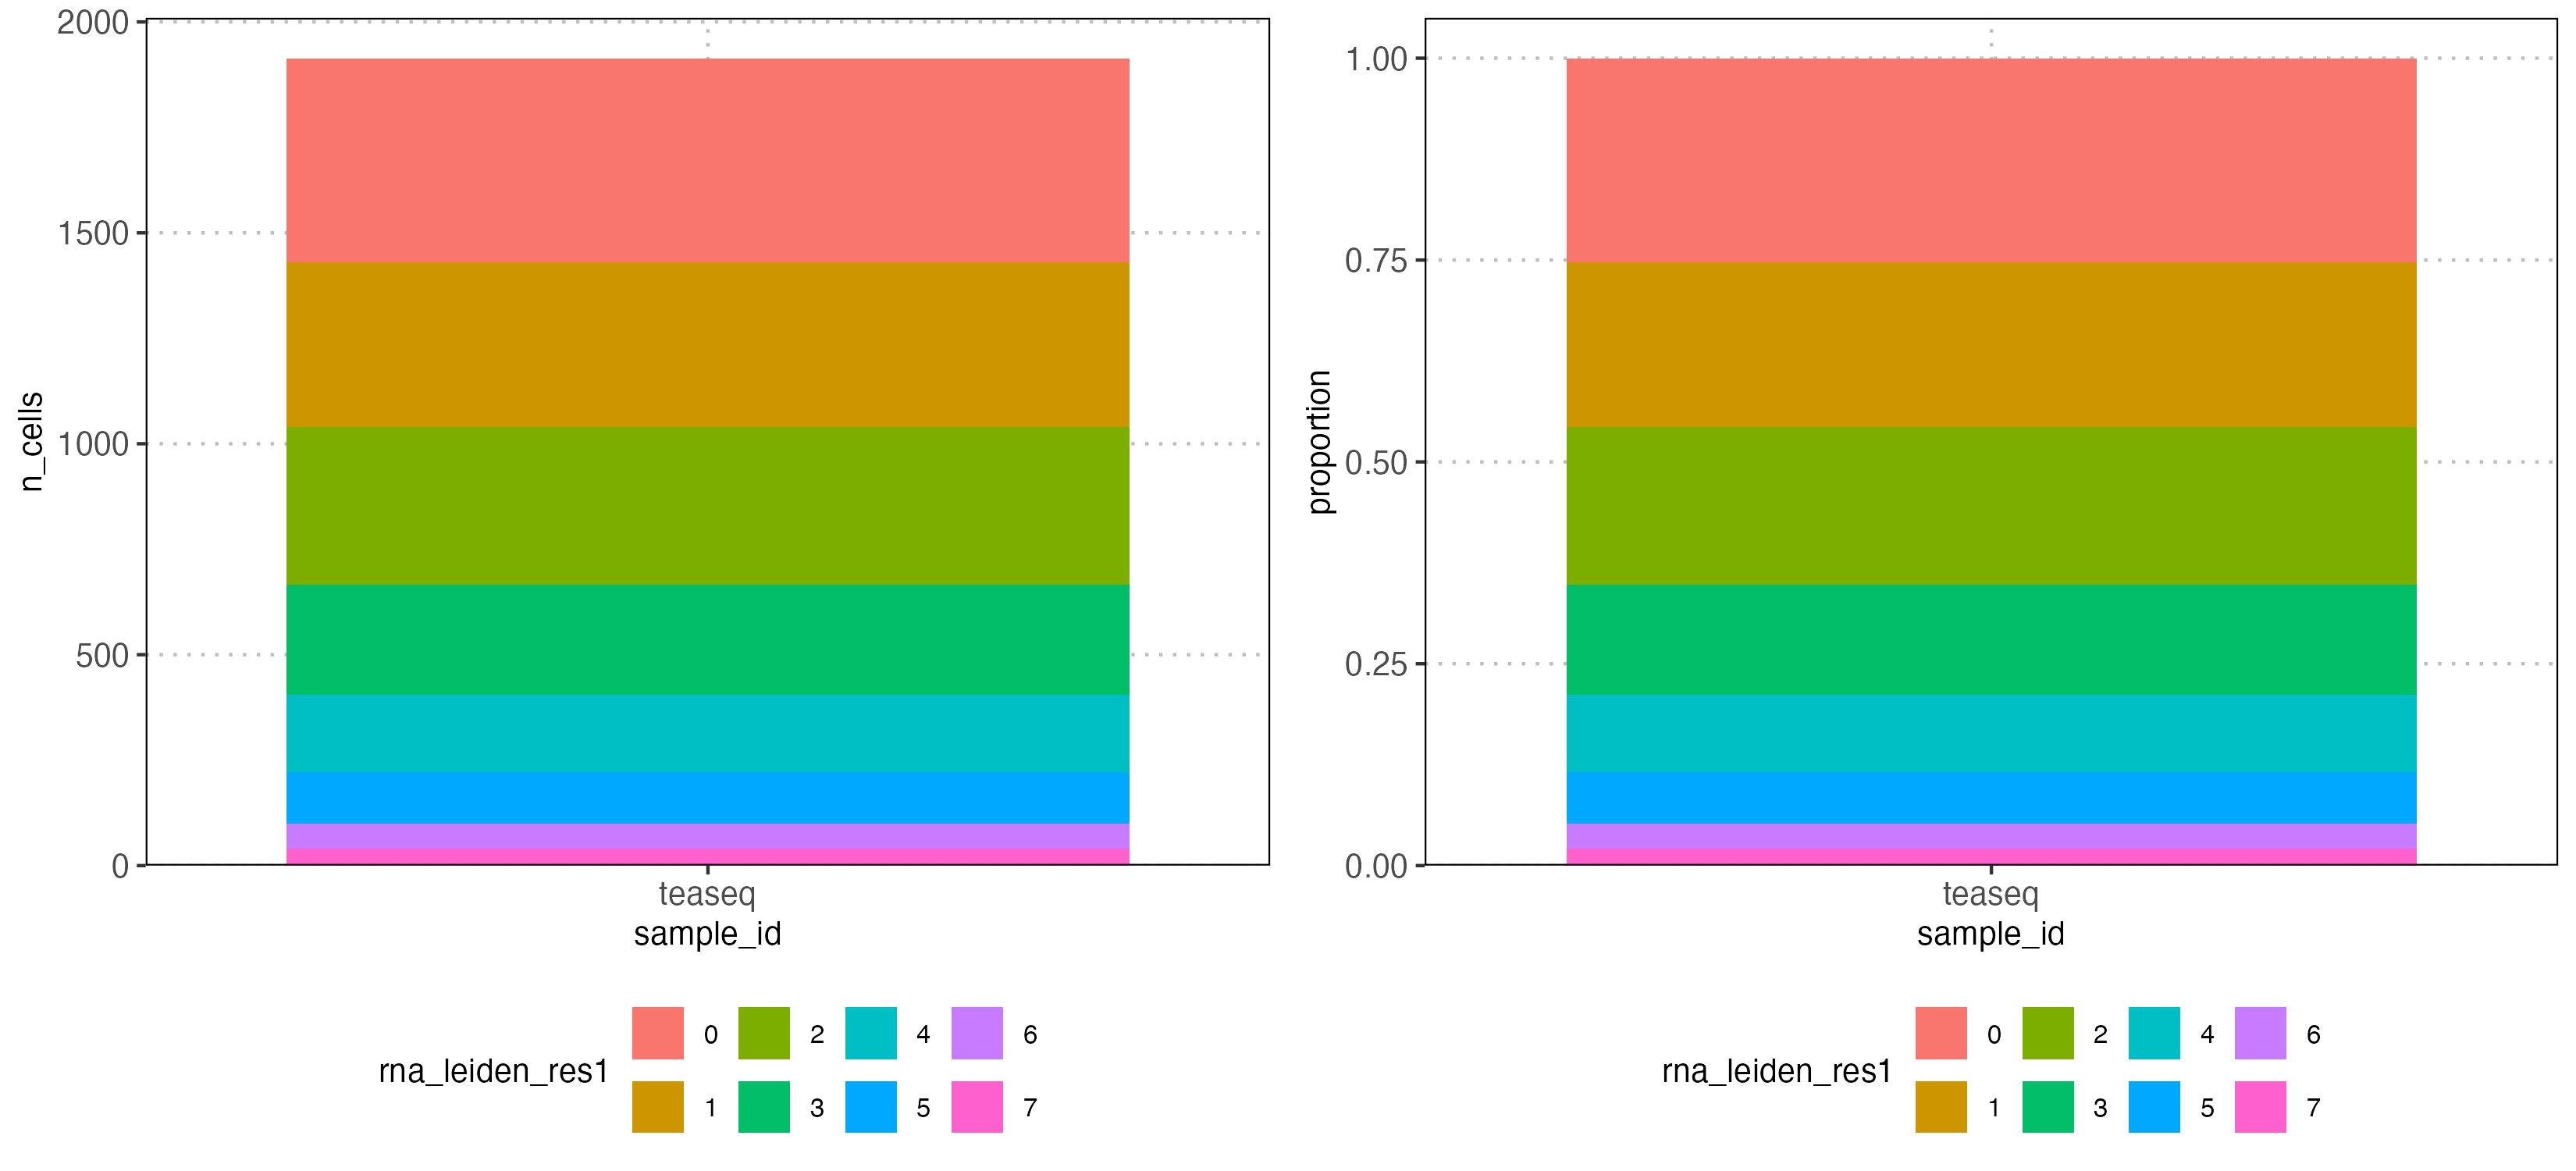 2000
1500
1000
500
0
n_cells
teaseq
sample_id
rna_leiden_res1
0 2 4 6
1 3 5 7
1.00
0.75
0.50
0.25
0.00
proportion
teaseq
sample_id
rna_leiden_res1
0 2 4 6
1 3 5 7